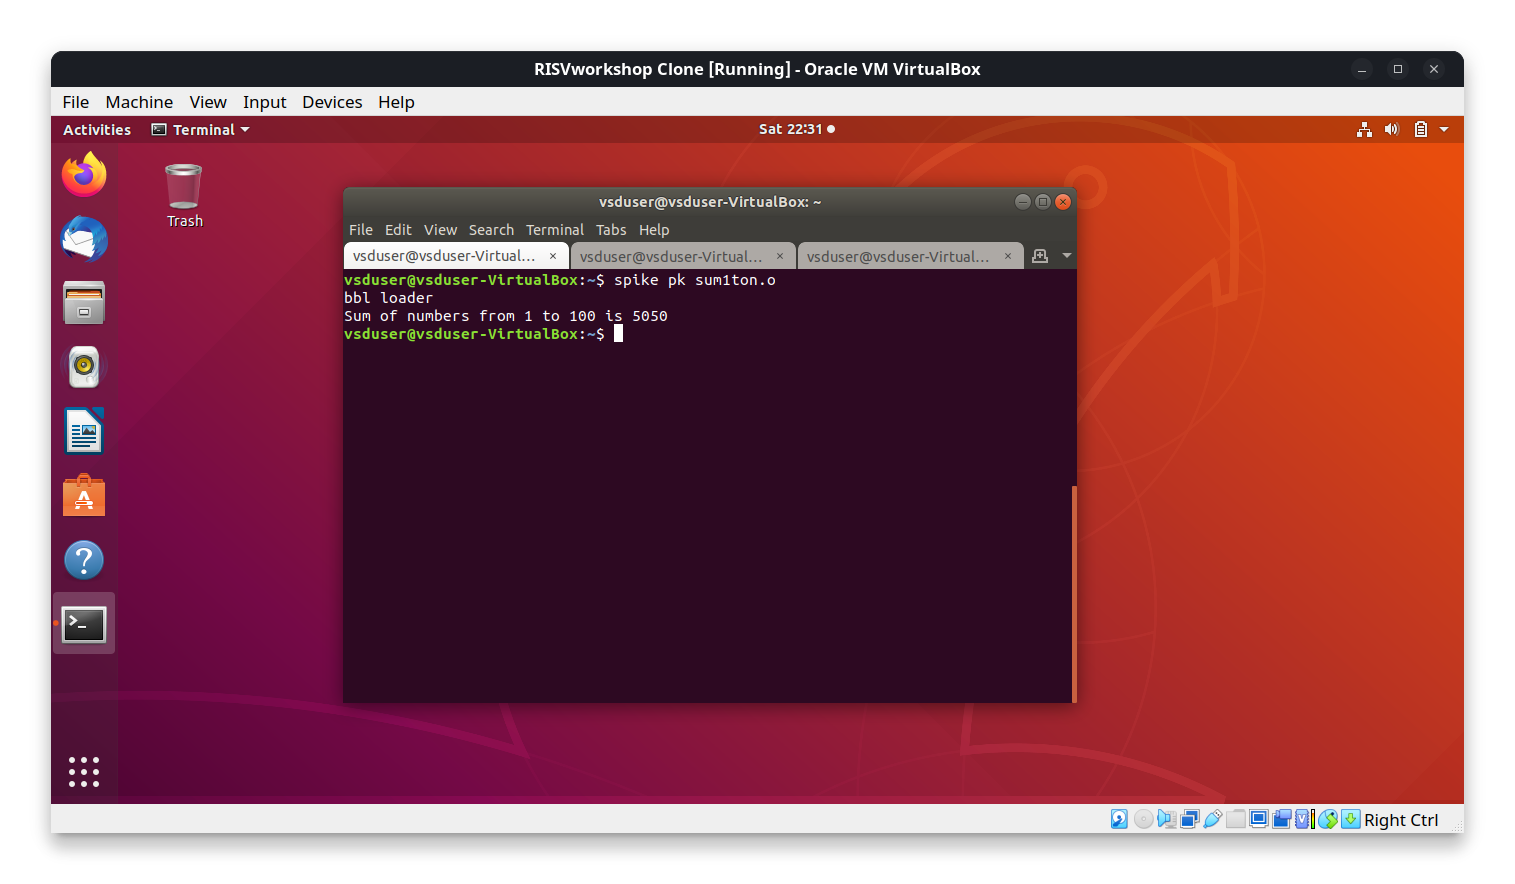 RISVworkshop Clone [Running] - Oracle VM VirtualBox
File Machine View Input Devices Help
Activities Terminal Sat 22:31
Trash
vsduser@vsduser-VirtualBox: ~
File Edit View Search Terminal Tabs Help
vsduser@vsduser-Virtual... × vsduser@vsduser-Virtual... × vsduser@vsduser-Virtual... ×
vsduser@vsduser-VirtualBox:~$ spike pk sum1ton.o
bbl loader
Sum of numbers from 1 to 100 is 5050
vsduser@vsduser-VirtualBox:~$
Right Ctrl